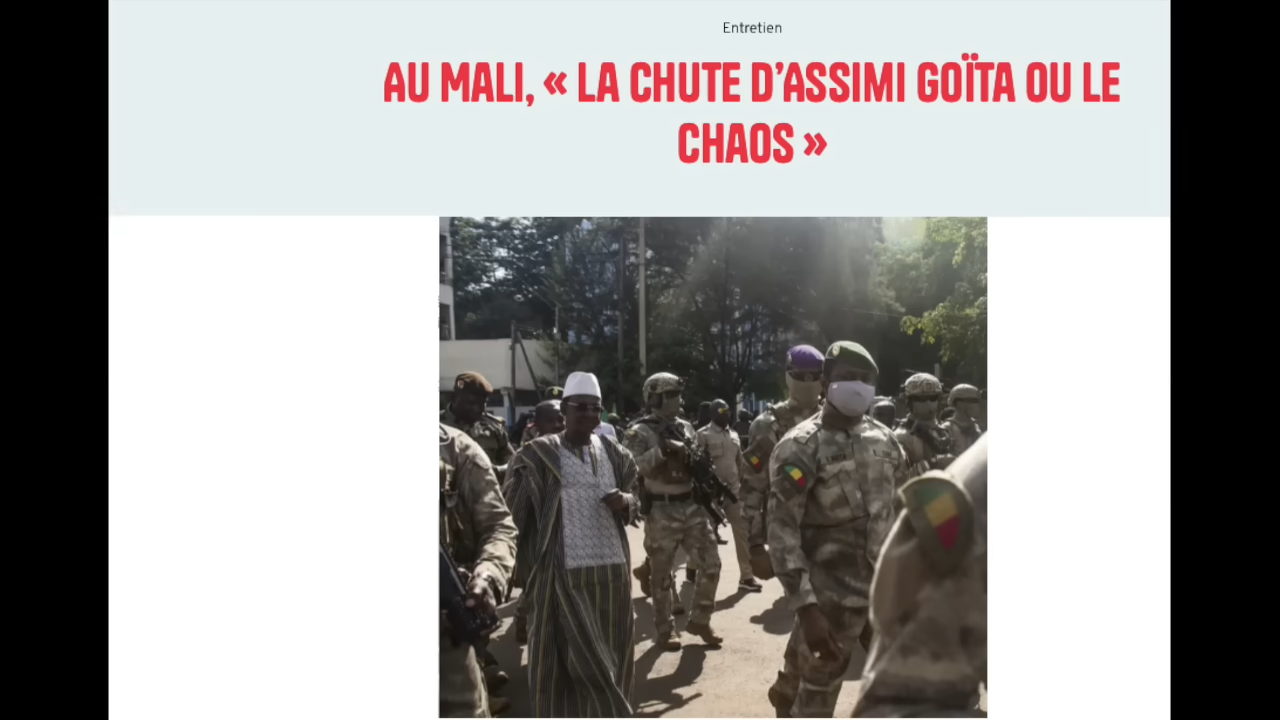 Entretien
AU MALI, « LA CHUTE D’ASSIMI GOÏTA OU LE
CHAOS »